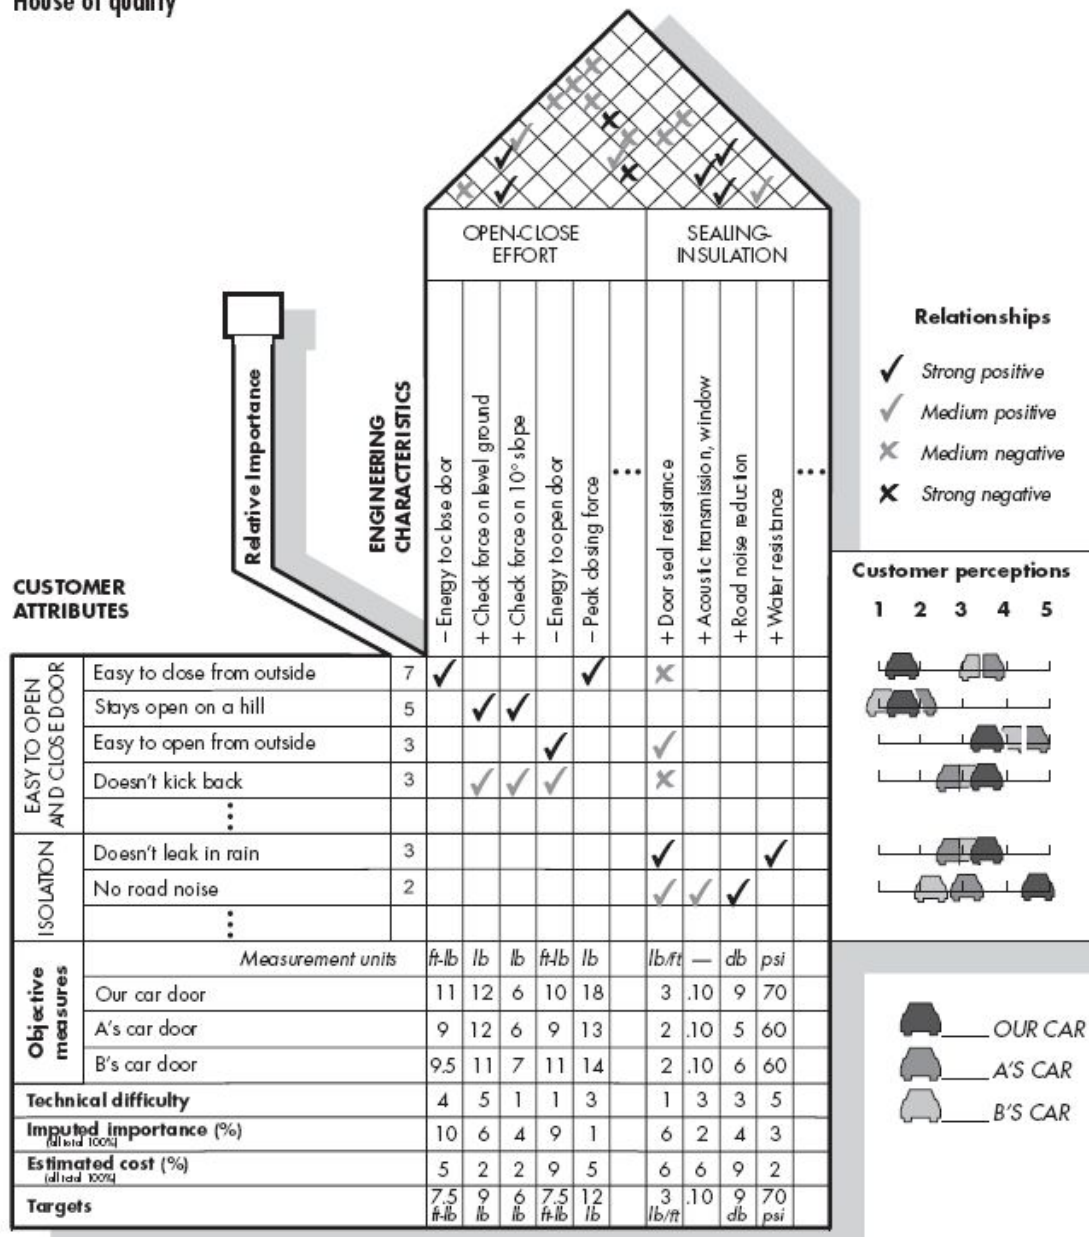 House of quality
OPEN-CLOSE
EFFORT
SEALING-
INSULATION
Relationships
Strong positive
Medium positive
Medium negative
Strong negative
Relative Importance
ENGINEERING
CHARACTERISTICS
– Energy to close door
+ Check force on level ground
+ Check force on 10° slope
– Energy to open door
– Peak closing force
...
+ Door seal resistance
+ Acoustic transmission, window
+ Road noise reduction
+ Water resistance
...
CUSTOMER
ATTRIBUTES
Customer perceptions
1 2 3 4 5
EASY TO OPEN
AND CLOSE DOOR
Easy to close from outside 7
Stays open on a hill 5
Easy to open from outside 3
Doesn't kick back 3
ISOLATION
Doesn't leak in rain 3
No road noise 2
Objective
measures
Measurement units ft-lb lb lb ft-lb lb lb/ft — db psi
Our car door 11 12 6 10 18 3 .10 9 70
A's car door 9 12 6 9 13 2 .10 5 60
B's car door 9.5 11 7 11 14 2 .10 6 60
Technical difficulty 4 5 1 1 3 1 3 3 5
Imputed importance (%) 10 6 4 9 1 6 2 4 3
(all total 100%)
Estimated cost (%) 5 2 2 9 5 6 6 9 2
(all total 100%)
Targets 7.5 9 6 7.5 12 3 .10 9 70
ft-lb lb lb ft-lb lb lb/ft db psi
OUR CAR
A'S CAR
B'S CAR